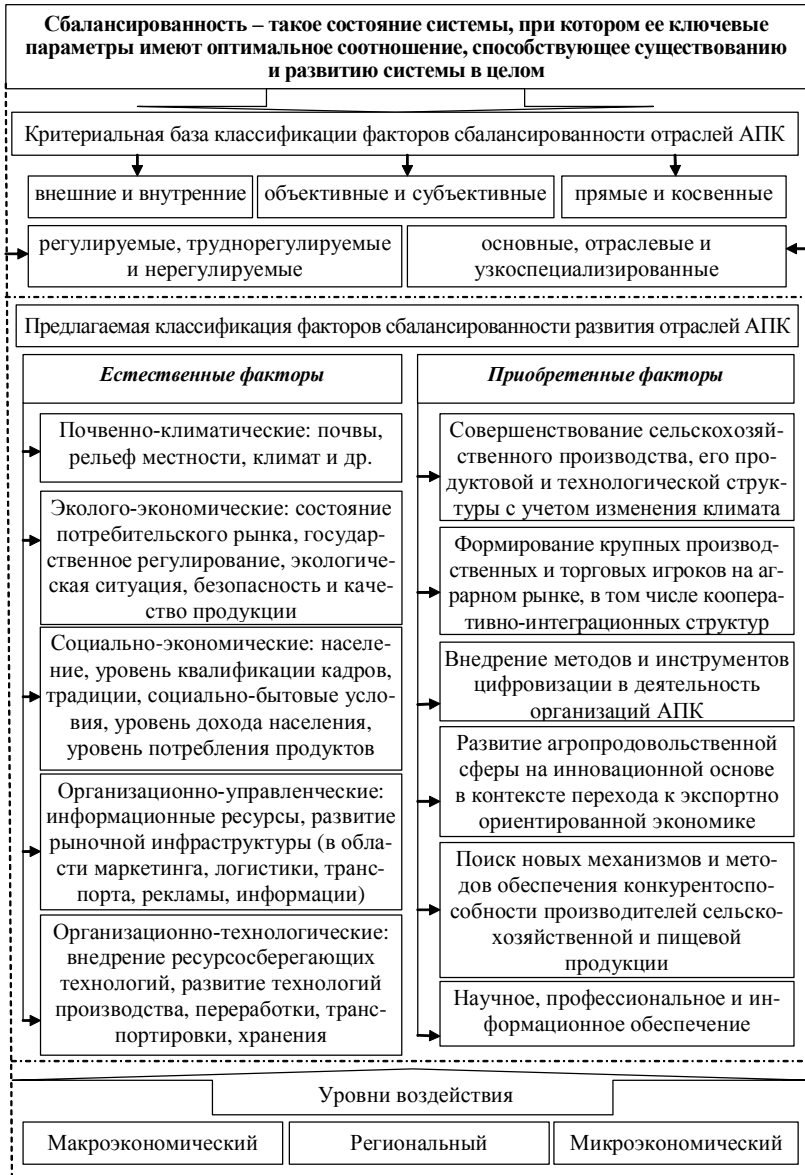 Сбалансированность – такое состояние системы, при котором ее ключевые
параметры имеют оптимальное соотношение, способствующее существованию
и развитию системы в целом
Критериальная база классификации факторов сбалансированности отраслей АПК
внешние и внутренние
объективные и субъективные
прямые и косвенные
регулируемые, труднорегулируемые
и нерегулируемые
основные, отраслевые и
узкоспециализированные
Предлагаемая классификация факторов сбалансированности развития отраслей АПК
Естественные факторы
Почвенно-климатические: почвы,
рельеф местности, климат и др.
Эколого-экономические: состояние
потребительского рынка, государ-
ственное регулирование, экологиче-
ская ситуация, безопасность и каче-
ство продукции
Социально-экономические: населе-
ние, уровень квалификации кадров,
традиции, социально-бытовые усло-
вия, уровень дохода населения,
уровень потребления продуктов
Организационно-управленческие:
информационные ресурсы, развитие
рыночной инфраструктуры (в обла-
сти маркетинга, логистики, транс-
порта, рекламы, информации)
Организационно-технологические:
внедрение ресурсосберегающих
технологий, развитие технологий
производства, переработки, транс-
портировки, хранения
Приобретенные факторы
Совершенствование сельскохозяй-
ственного производства, его про-
дуктовой и технологической струк-
туры с учетом изменения климата
Формирование крупных производ-
ственных и торговых игроков на аг-
рарном рынке, в том числе коопера-
тивно-интеграционных структур
Внедрение методов и инструментов
цифровизации в деятельность
организаций АПК
Развитие агропродовольственной
сферы на инновационной основе
в контексте перехода к экспортно
ориентированной экономике
Поиск новых механизмов и мето-
дов обеспечения конкурентоспо-
собности производителей сельско-
хозяйственной и пищевой
продукции
Научное, профессиональное и ин-
формационное обеспечение
Уровни воздействия
Макроэкономический
Региональный
Микроэкономический